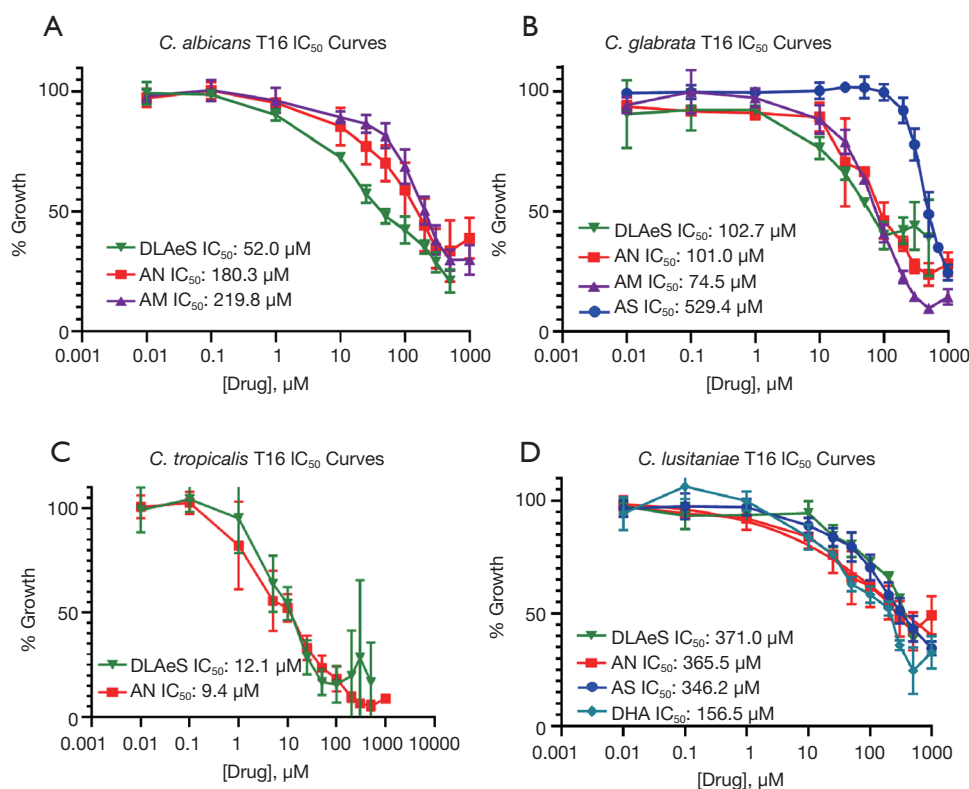 A
C. albicans T16 IC₅₀ Curves
% Growth
100
50
0
DLAeS IC₅₀: 52.0 µM
AN IC₅₀: 180.3 µM
AM IC₅₀: 219.8 µM
0.001 0.01 0.1 1 10 100 1000
[Drug], µM
B
C. glabrata T16 IC₅₀ Curves
% Growth
100
50
0
DLAeS IC₅₀: 102.7 µM
AN IC₅₀: 101.0 µM
AM IC₅₀: 74.5 µM
AS IC₅₀: 529.4 µM
0.001 0.01 0.1 1 10 100 1000
[Drug], µM
C
C. tropicalis T16 IC₅₀ Curves
% Growth
100
50
0
DLAeS IC₅₀: 12.1 µM
AN IC₅₀: 9.4 µM
0.001 0.01 0.1 1 10 100 1000 10000
[Drug], µM
D
C. lusitaniae T16 IC₅₀ Curves
% Growth
100
50
0
DLAeS IC₅₀: 371.0 µM
AN IC₅₀: 365.5 µM
AS IC₅₀: 346.2 µM
DHA IC₅₀: 156.5 µM
0.001 0.01 0.1 1 10 100 1000
[Drug], µM